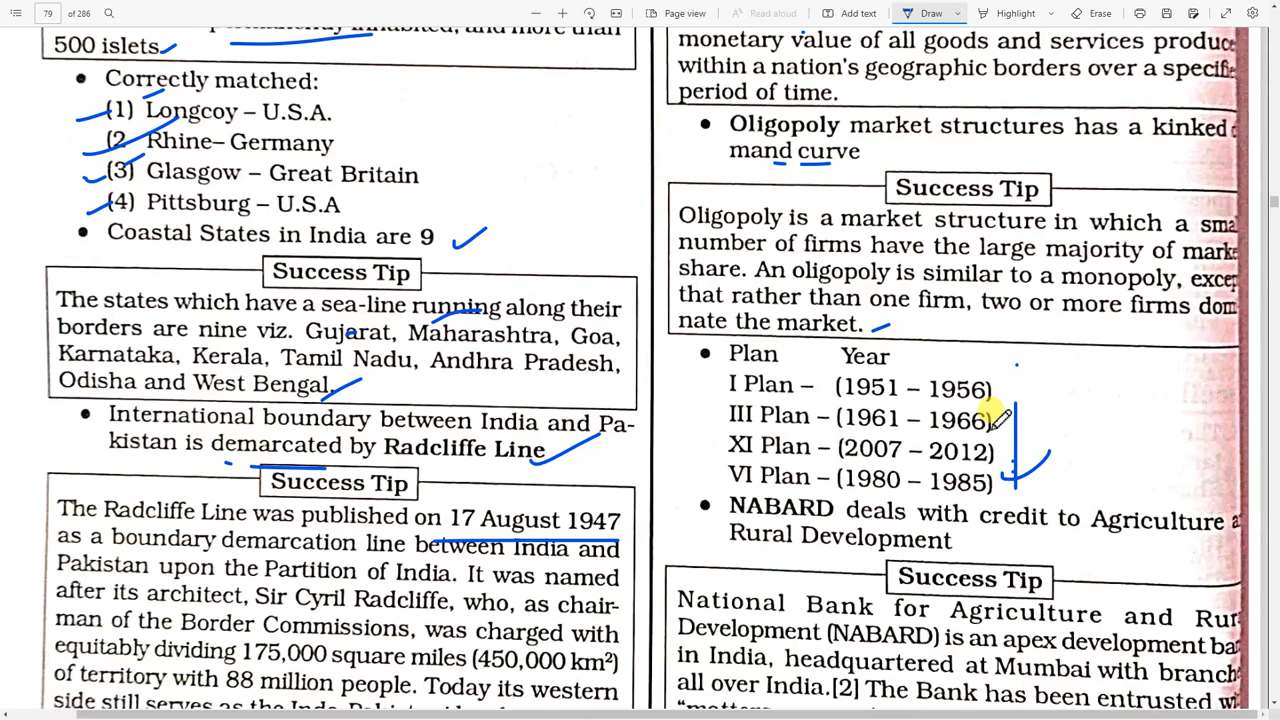 79
of 286
Page view
Read aloud
Add text
Draw
Highlight
Erase
500 islets.
• Correctly matched:
(1) Longcoy – U.S.A.
(2 Rhine– Germany
(3) Glasgow – Great Britain
(4) Pittsburg – U.S.A
• Coastal States in India are 9
Success Tip
The states which have a sea-line running along their
borders are nine viz. Gujarat, Maharashtra, Goa,
Karnataka, Kerala, Tamil Nadu, Andhra Pradesh,
Odisha and West Bengal.
• International boundary between India and Pa-
kistan is demarcated by Radcliffe Line
Success Tip
The Radcliffe Line was published on 17 August 1947
as a boundary demarcation line between India and
Pakistan upon the Partition of India. It was named
after its architect, Sir Cyril Radcliffe, who, as chair-
man of the Border Commissions, was charged with
equitably dividing 175,000 square miles (450,000 km²)
of territory with 88 million people. Today its western
side still serves as the
monetary value of all goods and services produc
within a nation's geographic borders over a specifi
period of time.
• Oligopoly market structures has a kinked
mand curve
Success Tip
Oligopoly is a market structure in which a sma
number of firms have the large majority of mark
share. An oligopoly is similar to a monopoly, excep
that rather than one firm, two or more firms dom
nate the market.
• Plan Year
I Plan – (1951 – 1956)
III Plan – (1961 – 1966)
XI Plan – (2007 – 2012)
VI Plan – (1980 – 1985)
• NABARD deals with credit to Agriculture a
Rural Development
Success Tip
National Bank for Agriculture and Rur
Development (NABARD) is an apex development ba
in India, headquartered at Mumbai with branch
all over India.[2] The Bank has been entrusted wi